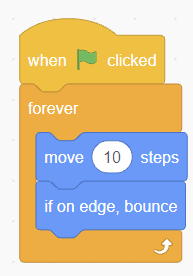 when clicked
forever
move 10 steps
if on edge, bounce